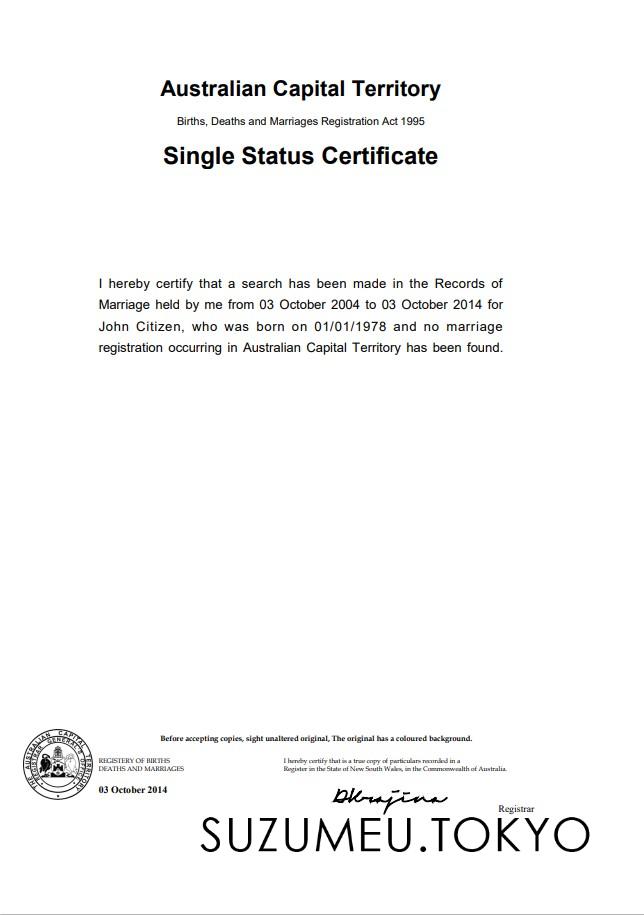 Australian Capital Territory
Births, Deaths and Marriages Registration Act 1995
Single Status Certificate
I hereby certify that a search has been made in the Records of
Marriage held by me from 03 October 2004 to 03 October 2014 for
John Citizen, who was born on 01/01/1978 and no marriage
registration occurring in Australian Capital Territory has been found.
Before accepting copies, sight unaltered original, The original has a coloured background.
AUSTRALIAN CAPITAL TERRITORY
THE REGISTRAR GENERAL'S OFFICE
REGISTERY OF BIRTHS
DEATHS AND MARRIAGES
03 October 2014
I hereby certify that is a true copy of particulars recorded in a
Register in the State of New South Wales, in the Commonwealth of Australia.
Registrar
SUZUMEU.TOKYO